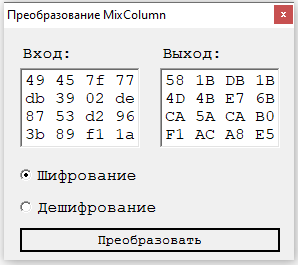 Преобразование MixColumn
x
Вход: Выход:
49 45 7f 77 58 1B DB 1B
db 39 02 de 4D 4B E7 6B
87 53 d2 96 CA 5A CA B0
3b 89 f1 1a F1 AC A8 E5
Шифрование
Дешифрование
Преобразовать